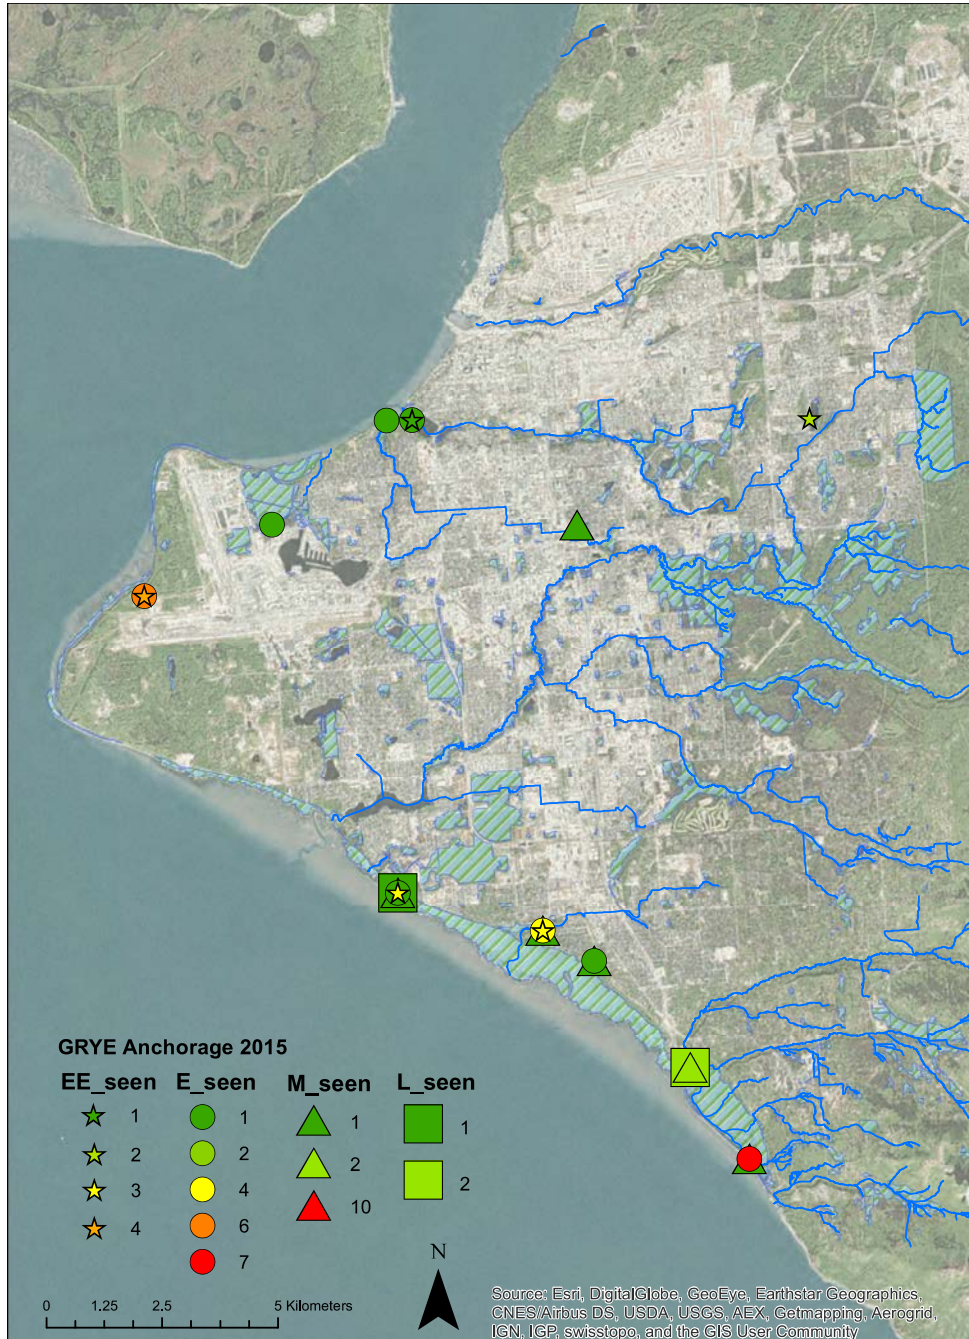 GRYE Anchorage 2015
EE_seen E_seen M_seen L_seen
1 1 1 1
2 2 2 2
3 4 10
4 6
7
N
0 1.25 2.5 5 Kilometers
Source: Esri, DigitalGlobe, GeoEye, Earthstar Geographics,
CNES/Airbus DS, USDA, USGS, AEX, Getmapping, Aerogrid,
IGN, IGP, swisstopo, and the GIS User Community